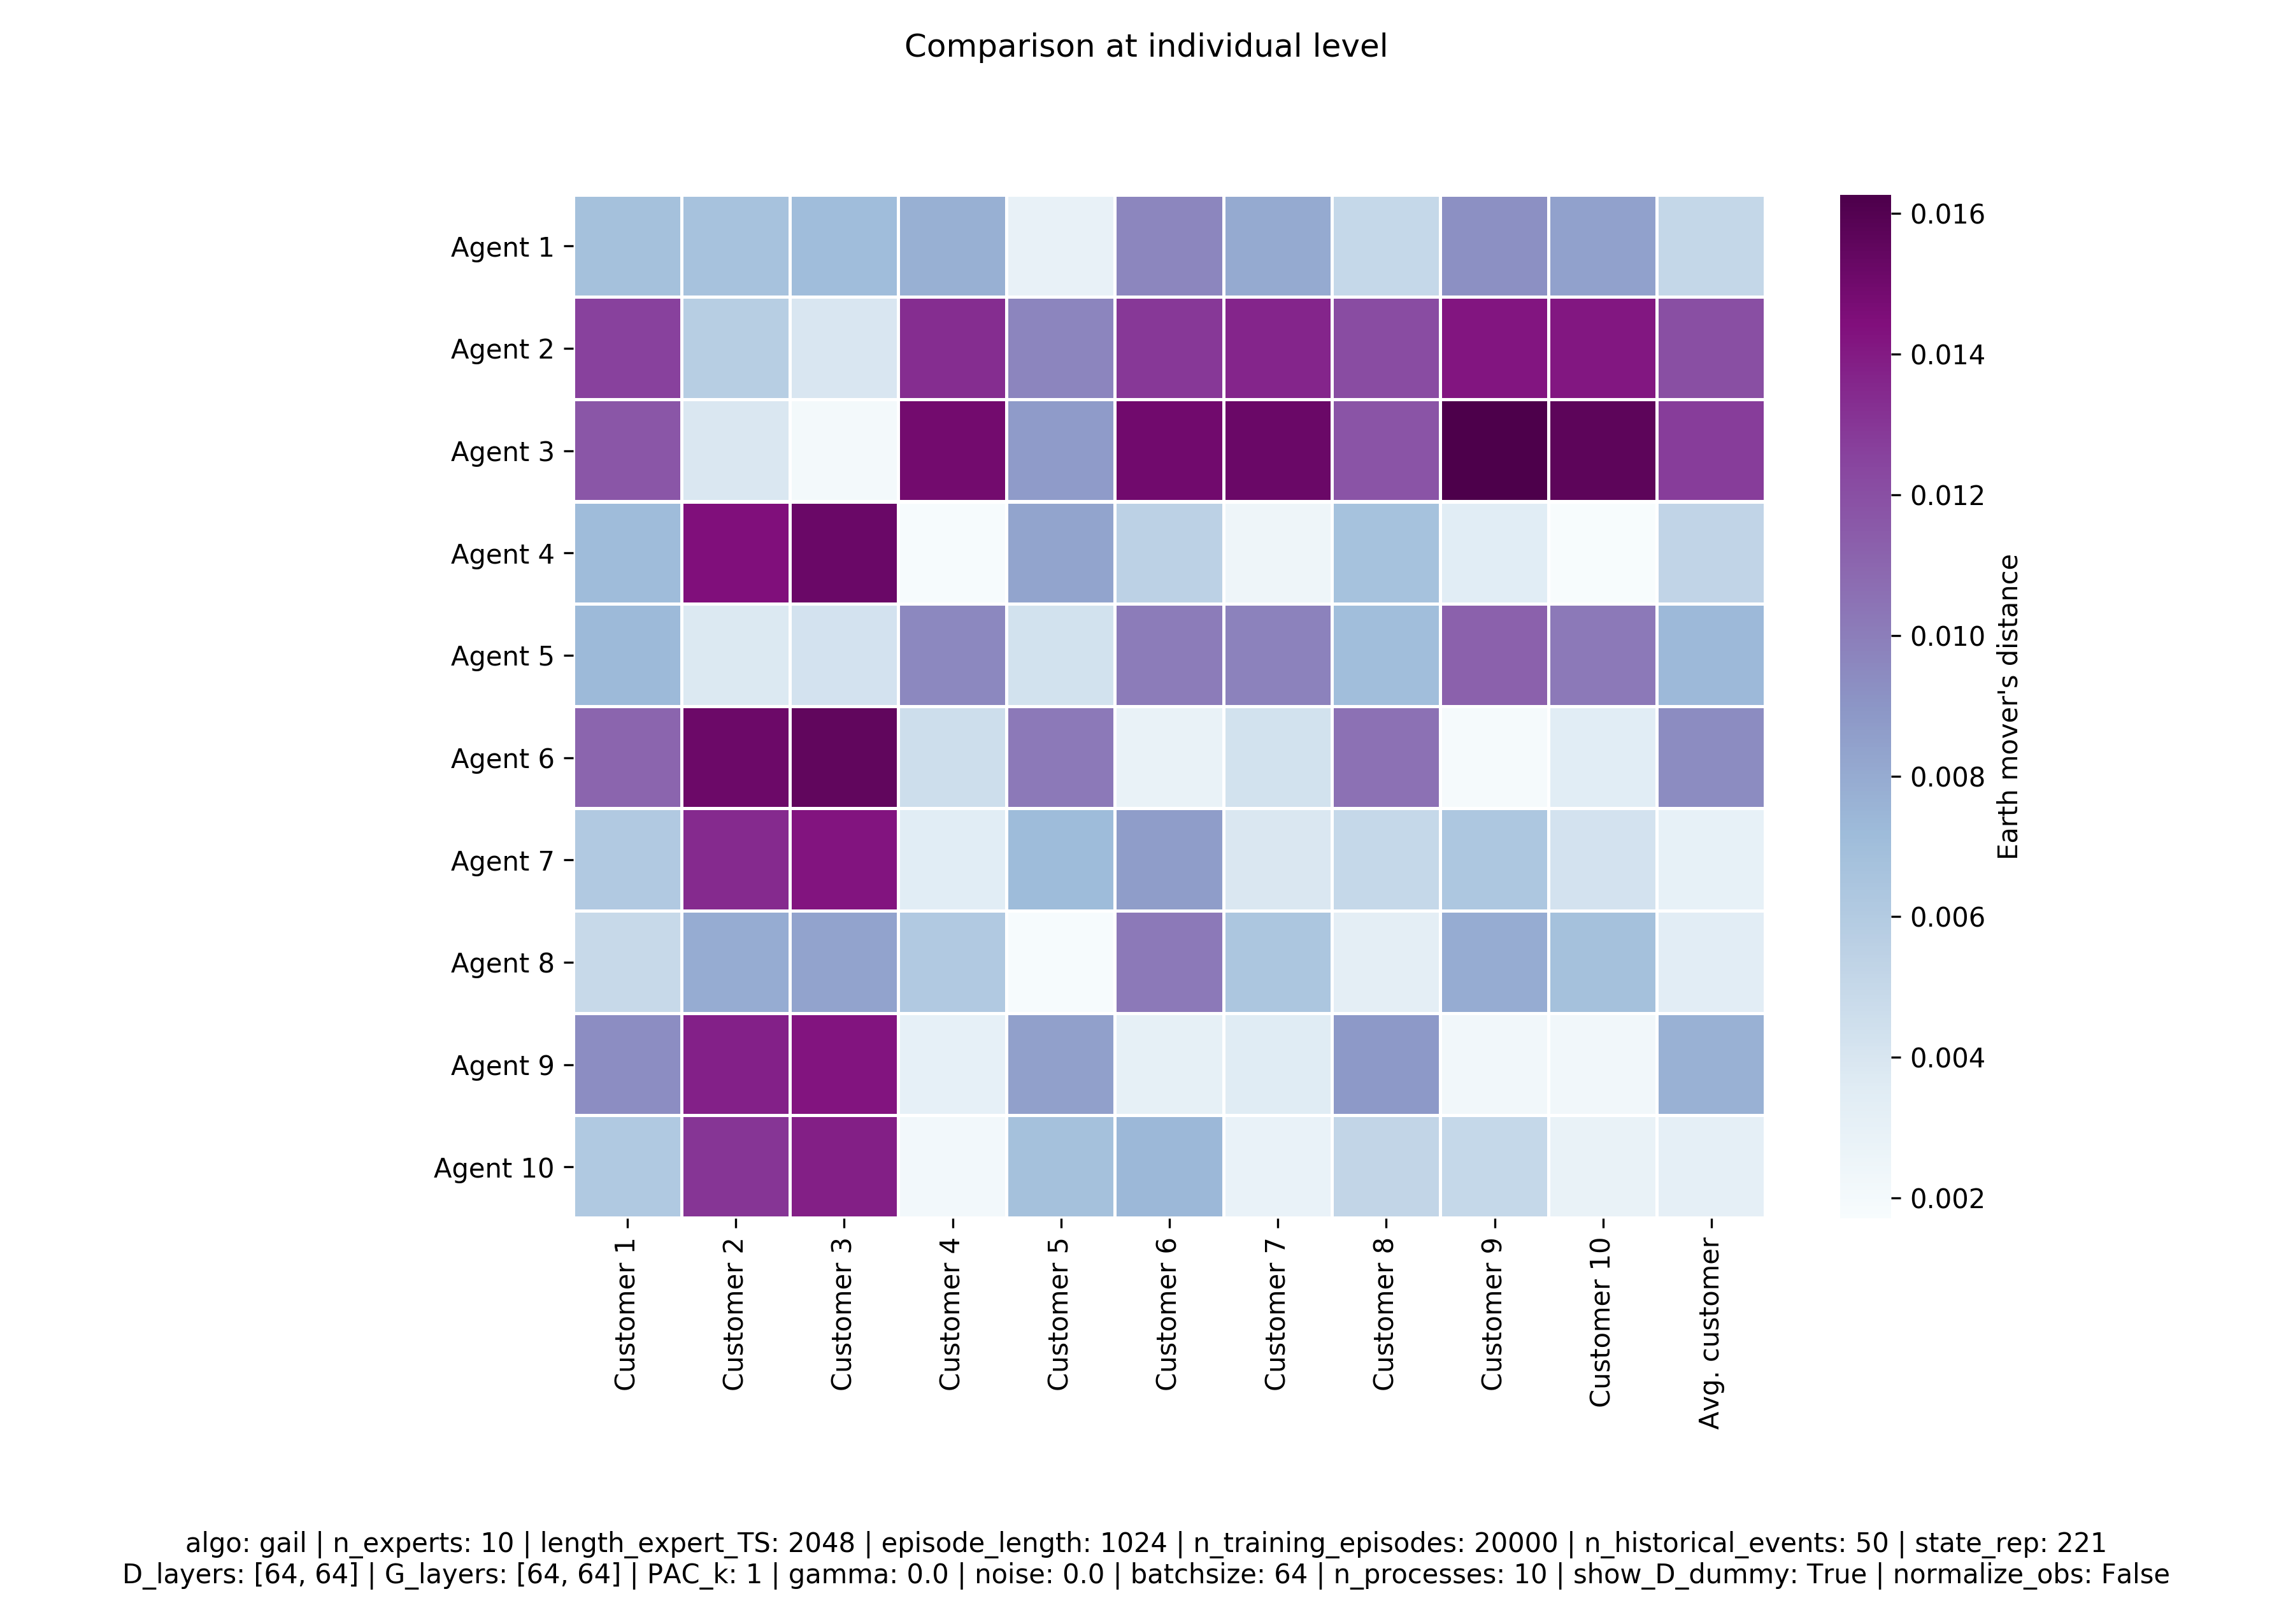 Comparison at individual level
Agent 1
Agent 2
Agent 3
Agent 4
Agent 5
Agent 6
Agent 7
Agent 8
Agent 9
Agent 10
Customer 1
Customer 2
Customer 3
Customer 4
Customer 5
Customer 6
Customer 7
Customer 8
Customer 9
Customer 10
Avg. customer
0.016
0.014
0.012
0.010
0.008
0.006
0.004
0.002
Earth mover's distance
algo: gail | n_experts: 10 | length_expert_TS: 2048 | episode_length: 1024 | n_training_episodes: 20000 | n_historical_events: 50 | state_rep: 221
D_layers: [64, 64] | G_layers: [64, 64] | PAC_k: 1 | gamma: 0.0 | noise: 0.0 | batchsize: 64 | n_processes: 10 | show_D_dummy: True | normalize_obs: False